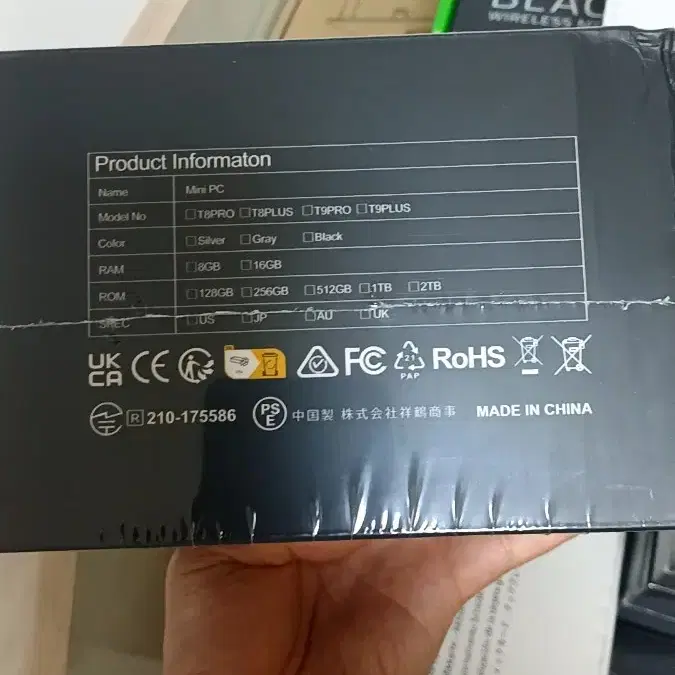 WIRELESS
Product Informaton
Name Mini PC
Model No ☐T8PRO ☐T8PLUS ☐T9PRO ☐T9PLUS
Color ☐Silver ☐Gray ☐Black
RAM ☐8GB ☐16GB
ROM ☐128GB ☐256GB ☐512GB ☐1TB ☐2TB
SPEC ☐US ☐JP ☐AU ☐UK
UK CA CE FC 21 PAP RoHS
R 210-175586 PSE 中国製 株式会社祥鶴商事 MADE IN CHINA